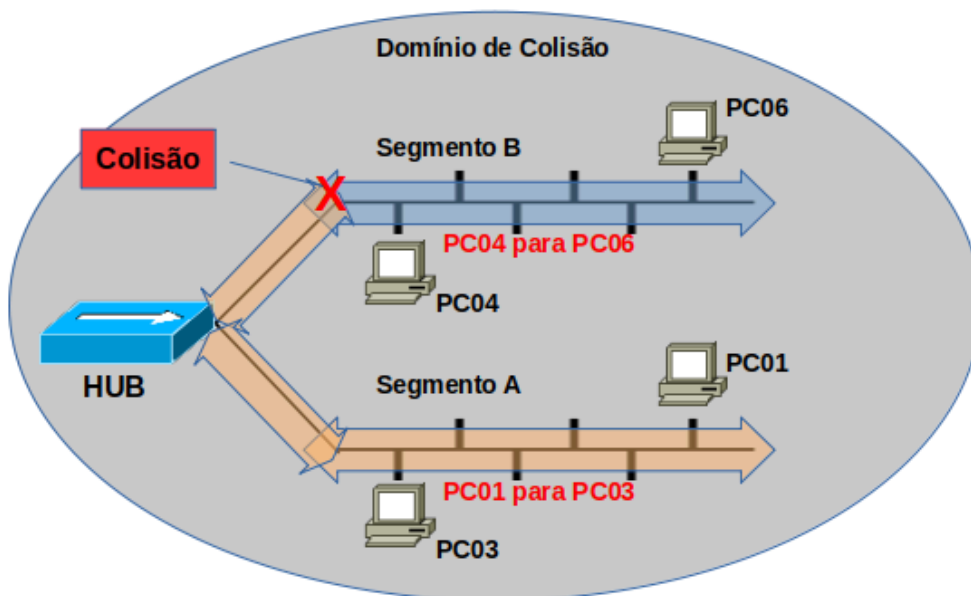 Domínio de Colisão
PC06
Colisão
Segmento B
PC04 para PC06
PC04
HUB
Segmento A
PC01
PC01 para PC03
PC03